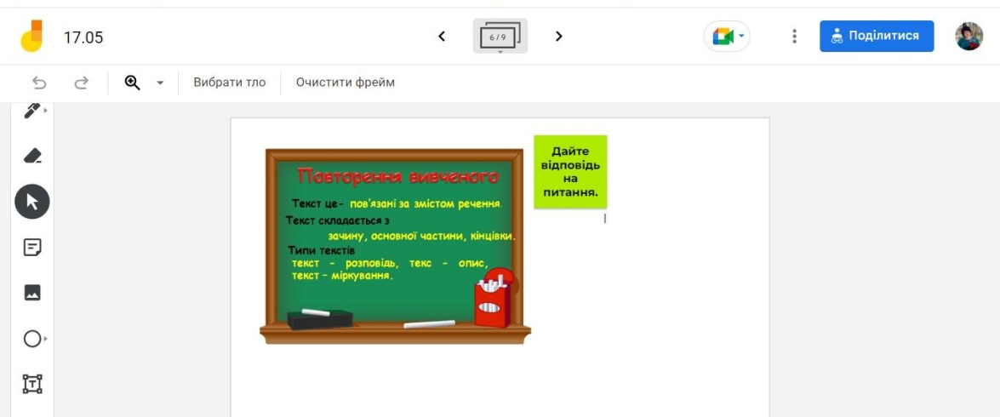 17.05
6/9
Поділитися
Вибрати тло
Очистити фрейм
Повторення вивченого
Текст це- пов'язані за змістом речення.
Текст складається з
зачину, основної частини, кінцівки.
Типи текстів
текст - розповідь, текс - опис,
текст - міркування.
Дайте
відповідь
на
питання.